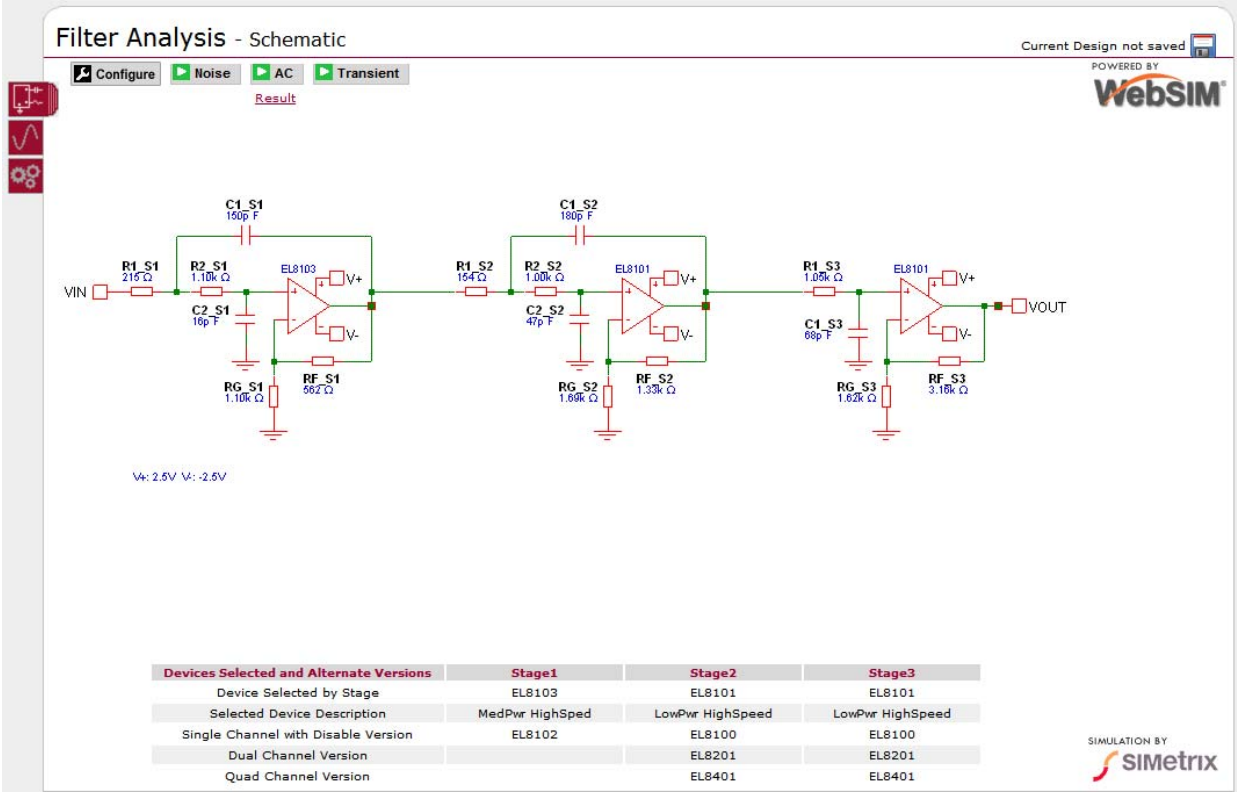 Filter Analysis - Schematic
Current Design not saved
Configure Noise AC Transient
Result
POWERED BY
WebSIM
C1_S1
150p F
C1_S2
180p F
R1_S1
215 Ω
R2_S1
1.10k Ω
EL8103
V+
R1_S2
154 Ω
R2_S2
1.00k Ω
EL8101
V+
R1_S3
1.05k Ω
EL8101
V+
VIN
VOUT
C2_S1
16p F
V-
C2_S2
47p F
V-
C1_S3
68p F
V-
RG_S1
1.10k Ω
RF_S1
562 Ω
RG_S2
1.69k Ω
RF_S2
1.33k Ω
RG_S3
1.62k Ω
RF_S3
3.16k Ω
V+: 2.5V V-: -2.5V
Devices Selected and Alternate Versions Stage1 Stage2 Stage3
Device Selected by Stage EL8103 EL8101 EL8101
Selected Device Description MedPwr HighSped LowPwr HighSpeed LowPwr HighSpeed
Single Channel with Disable Version EL8102 EL8100 EL8100
Dual Channel Version EL8201 EL8201
Quad Channel Version EL8401 EL8401
SIMULATION BY
SIMetrix